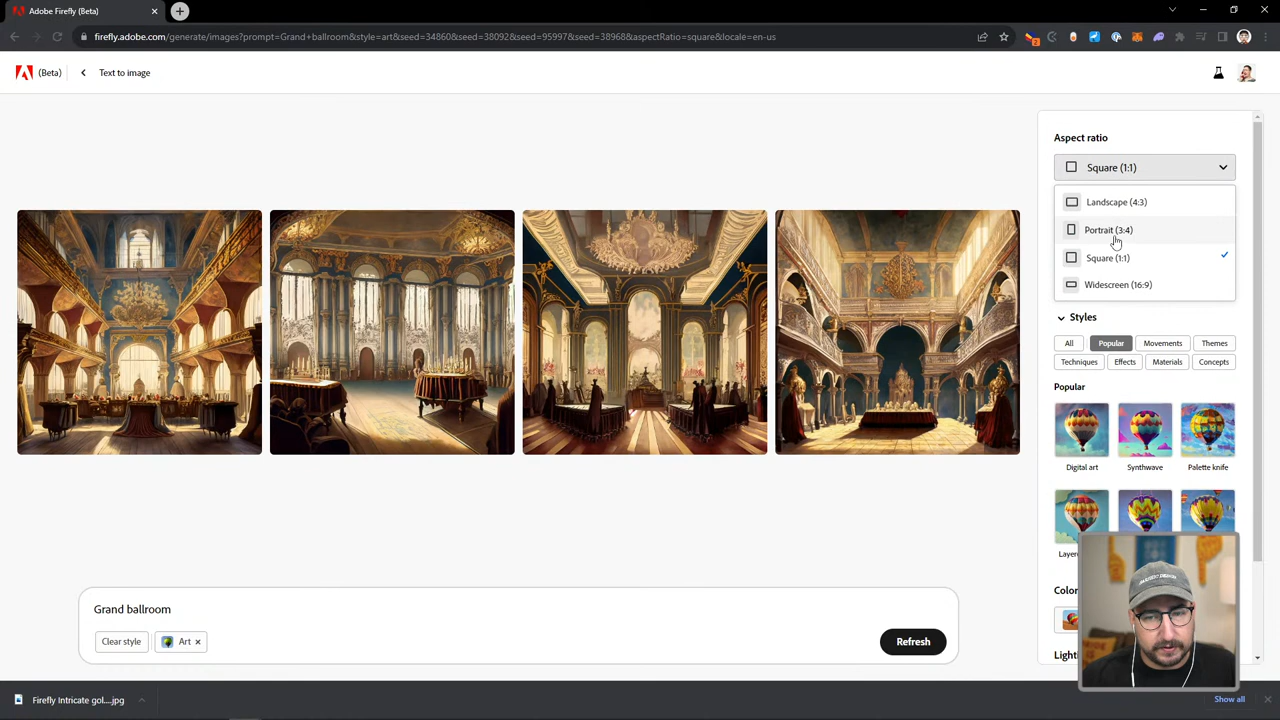 Adobe Firefly (Beta)
firefly.adobe.com/generate/images?prompt=Grand+ballroom&style=art&seed=34860&seed=38092&seed=95997&seed=38968&aspectRatio=square&locale=en-us
(Beta)
Text to image
Aspect ratio
Square (1:1)
Landscape (4:3)
Portrait (3:4)
Square (1:1)
Widescreen (16:9)
Styles
All
Popular
Movements
Themes
Techniques
Effects
Materials
Concepts
Popular
Digital art
Synthwave
Palette knife
Grand ballroom
Clear style
Art
Refresh
Firefly Intricate gol....jpg
Show all